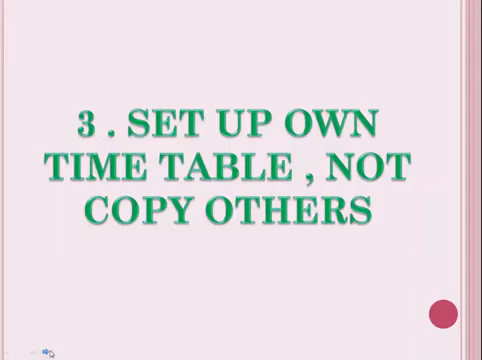 3 . SET UP OWN
TIME TABLE , NOT
COPY OTHERS